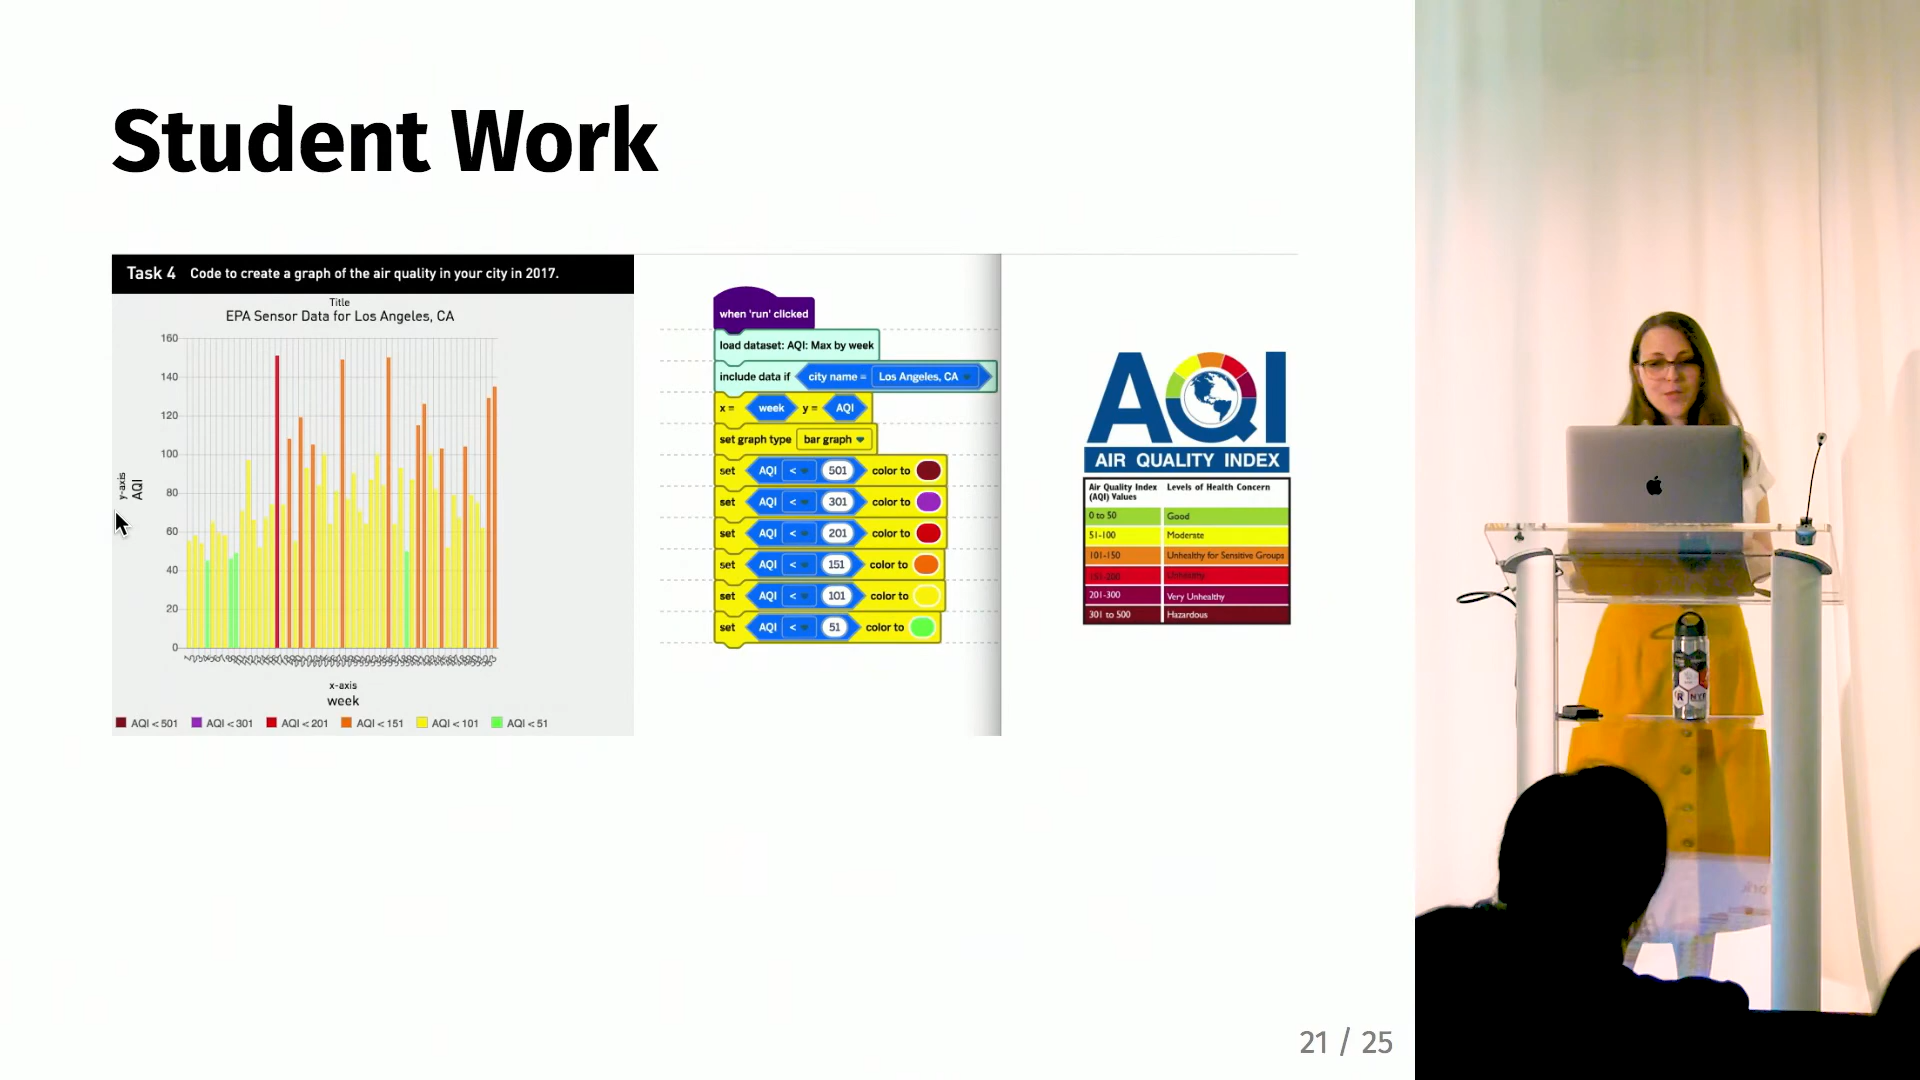 Student Work
Task 4 Code to create a graph of the air quality in your city in 2017.
Title
EPA Sensor Data for Los Angeles, CA
160
140
120
100
80
60
40
20
0
y-axis
AQI
x-axis
week
AQI < 501 AQI < 301 AQI < 201 AQI < 151 AQI < 101 AQI < 51
when 'run' clicked
load dataset: AQI: Max by week
include data if city name = Los Angeles, CA
x = week y = AQI
set graph type bar graph
set AQI < 501 color to
set AQI < 301 color to
set AQI < 201 color to
set AQI < 151 color to
set AQI < 101 color to
set AQI < 51 color to
AQI
AIR QUALITY INDEX
Air Quality Index Levels of Health Concern
(AQI) Values
0 to 50 Good
51-100 Moderate
101-150 Unhealthy for Sensitive Groups
151-200 Unhealthy
201-300 Very Unhealthy
301 to 500 Hazardous
21 / 25